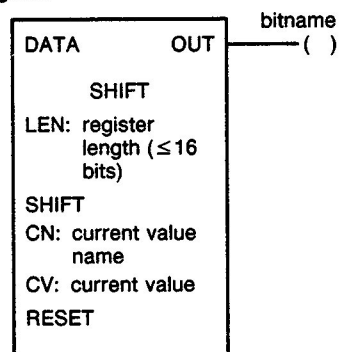 bitname
DATA OUT ( )
SHIFT
LEN: register
length (≤16
bits)
SHIFT
CN: current value
name
CV: current value
RESET